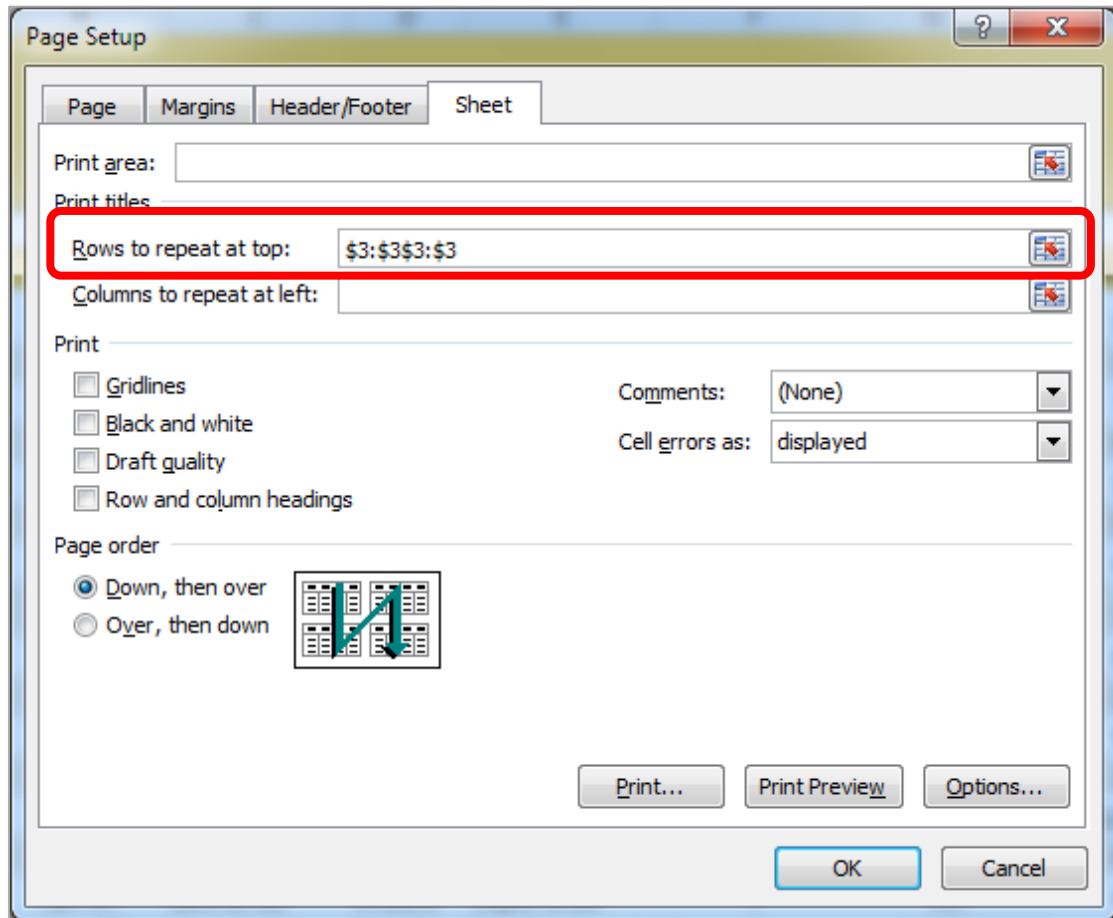 Page Setup
Page Margins Header/Footer Sheet
Print area:
Print titles
Rows to repeat at top: $3:$3$3:$3
Columns to repeat at left:
Print
Gridlines
Black and white
Draft quality
Row and column headings
Comments: (None)
Cell errors as: displayed
Page order
Down, then over
Over, then down
Print... Print Preview Options...
OK Cancel